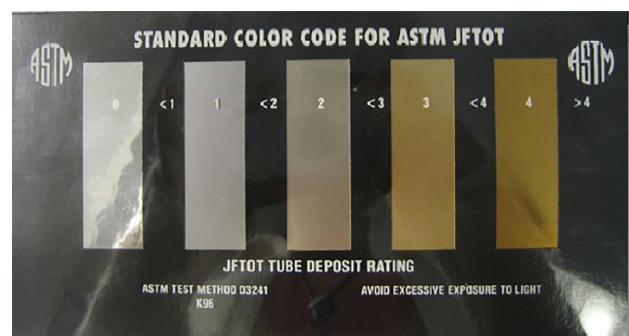 STANDARD COLOR CODE FOR ASTM JFTOT
ASTM
ASTM
0 <1 1 <2 2 <3 3 <4 4 >4
JFTOT TUBE DEPOSIT RATING
ASTM TEST METHOD D3241
K96
AVOID EXCESSIVE EXPOSURE TO LIGHT